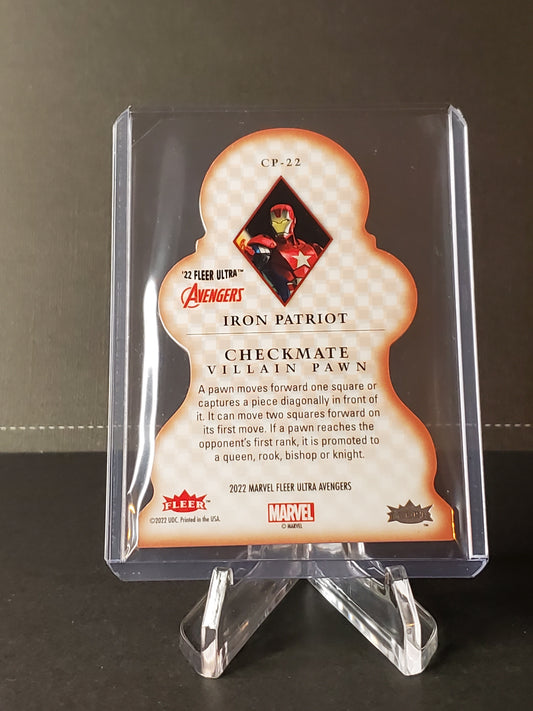 CP-22
'22 FLEER ULTRA™
AVENGERS
IRON PATRIOT
CHECKMATE
VILLAIN PAWN
A pawn moves forward one square or
captures a piece diagonally in front of
it. It can move two squares forward on
its first move. If a pawn reaches the
opponent's first rank, it is promoted to
a queen, rook, bishop or knight.
2022 MARVEL FLEER ULTRA AVENGERS
FLEER™
©2022 UDC. Printed in the USA.
MARVEL
© MARVEL